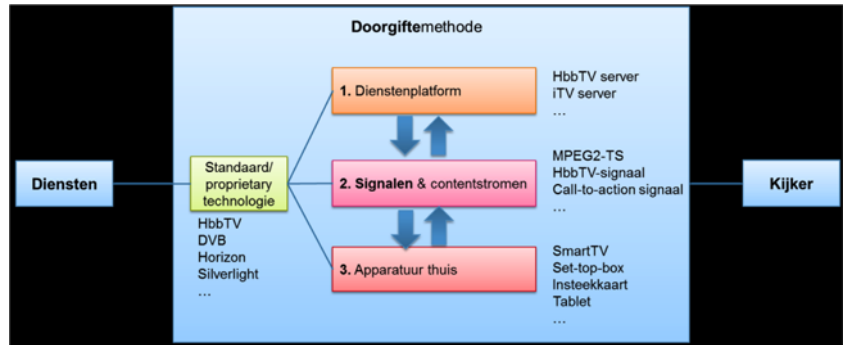 Doorgiftemethode
Diensten
Standaard/
proprietary
technologie
HbbTV
DVB
Horizon
Silverlight
...
1. Dienstenplatform
HbbTV server
iTV server
...
2. Signalen & contentstromen
MPEG2-TS
HbbTV-signaal
Call-to-action signaal
...
3. Apparatuur thuis
SmartTV
Set-top-box
Insteekkaart
Tablet
...
Kijker